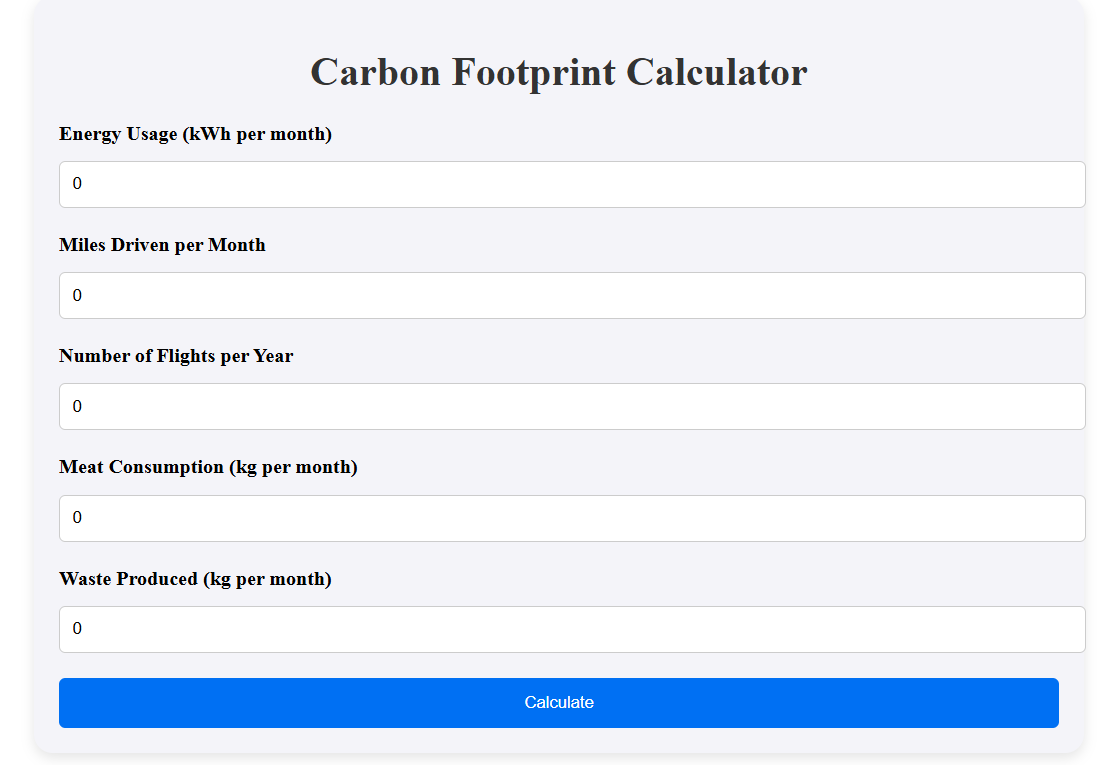 Carbon Footprint Calculator
Energy Usage (kWh per month)
0
Miles Driven per Month
0
Number of Flights per Year
0
Meat Consumption (kg per month)
0
Waste Produced (kg per month)
0
Calculate